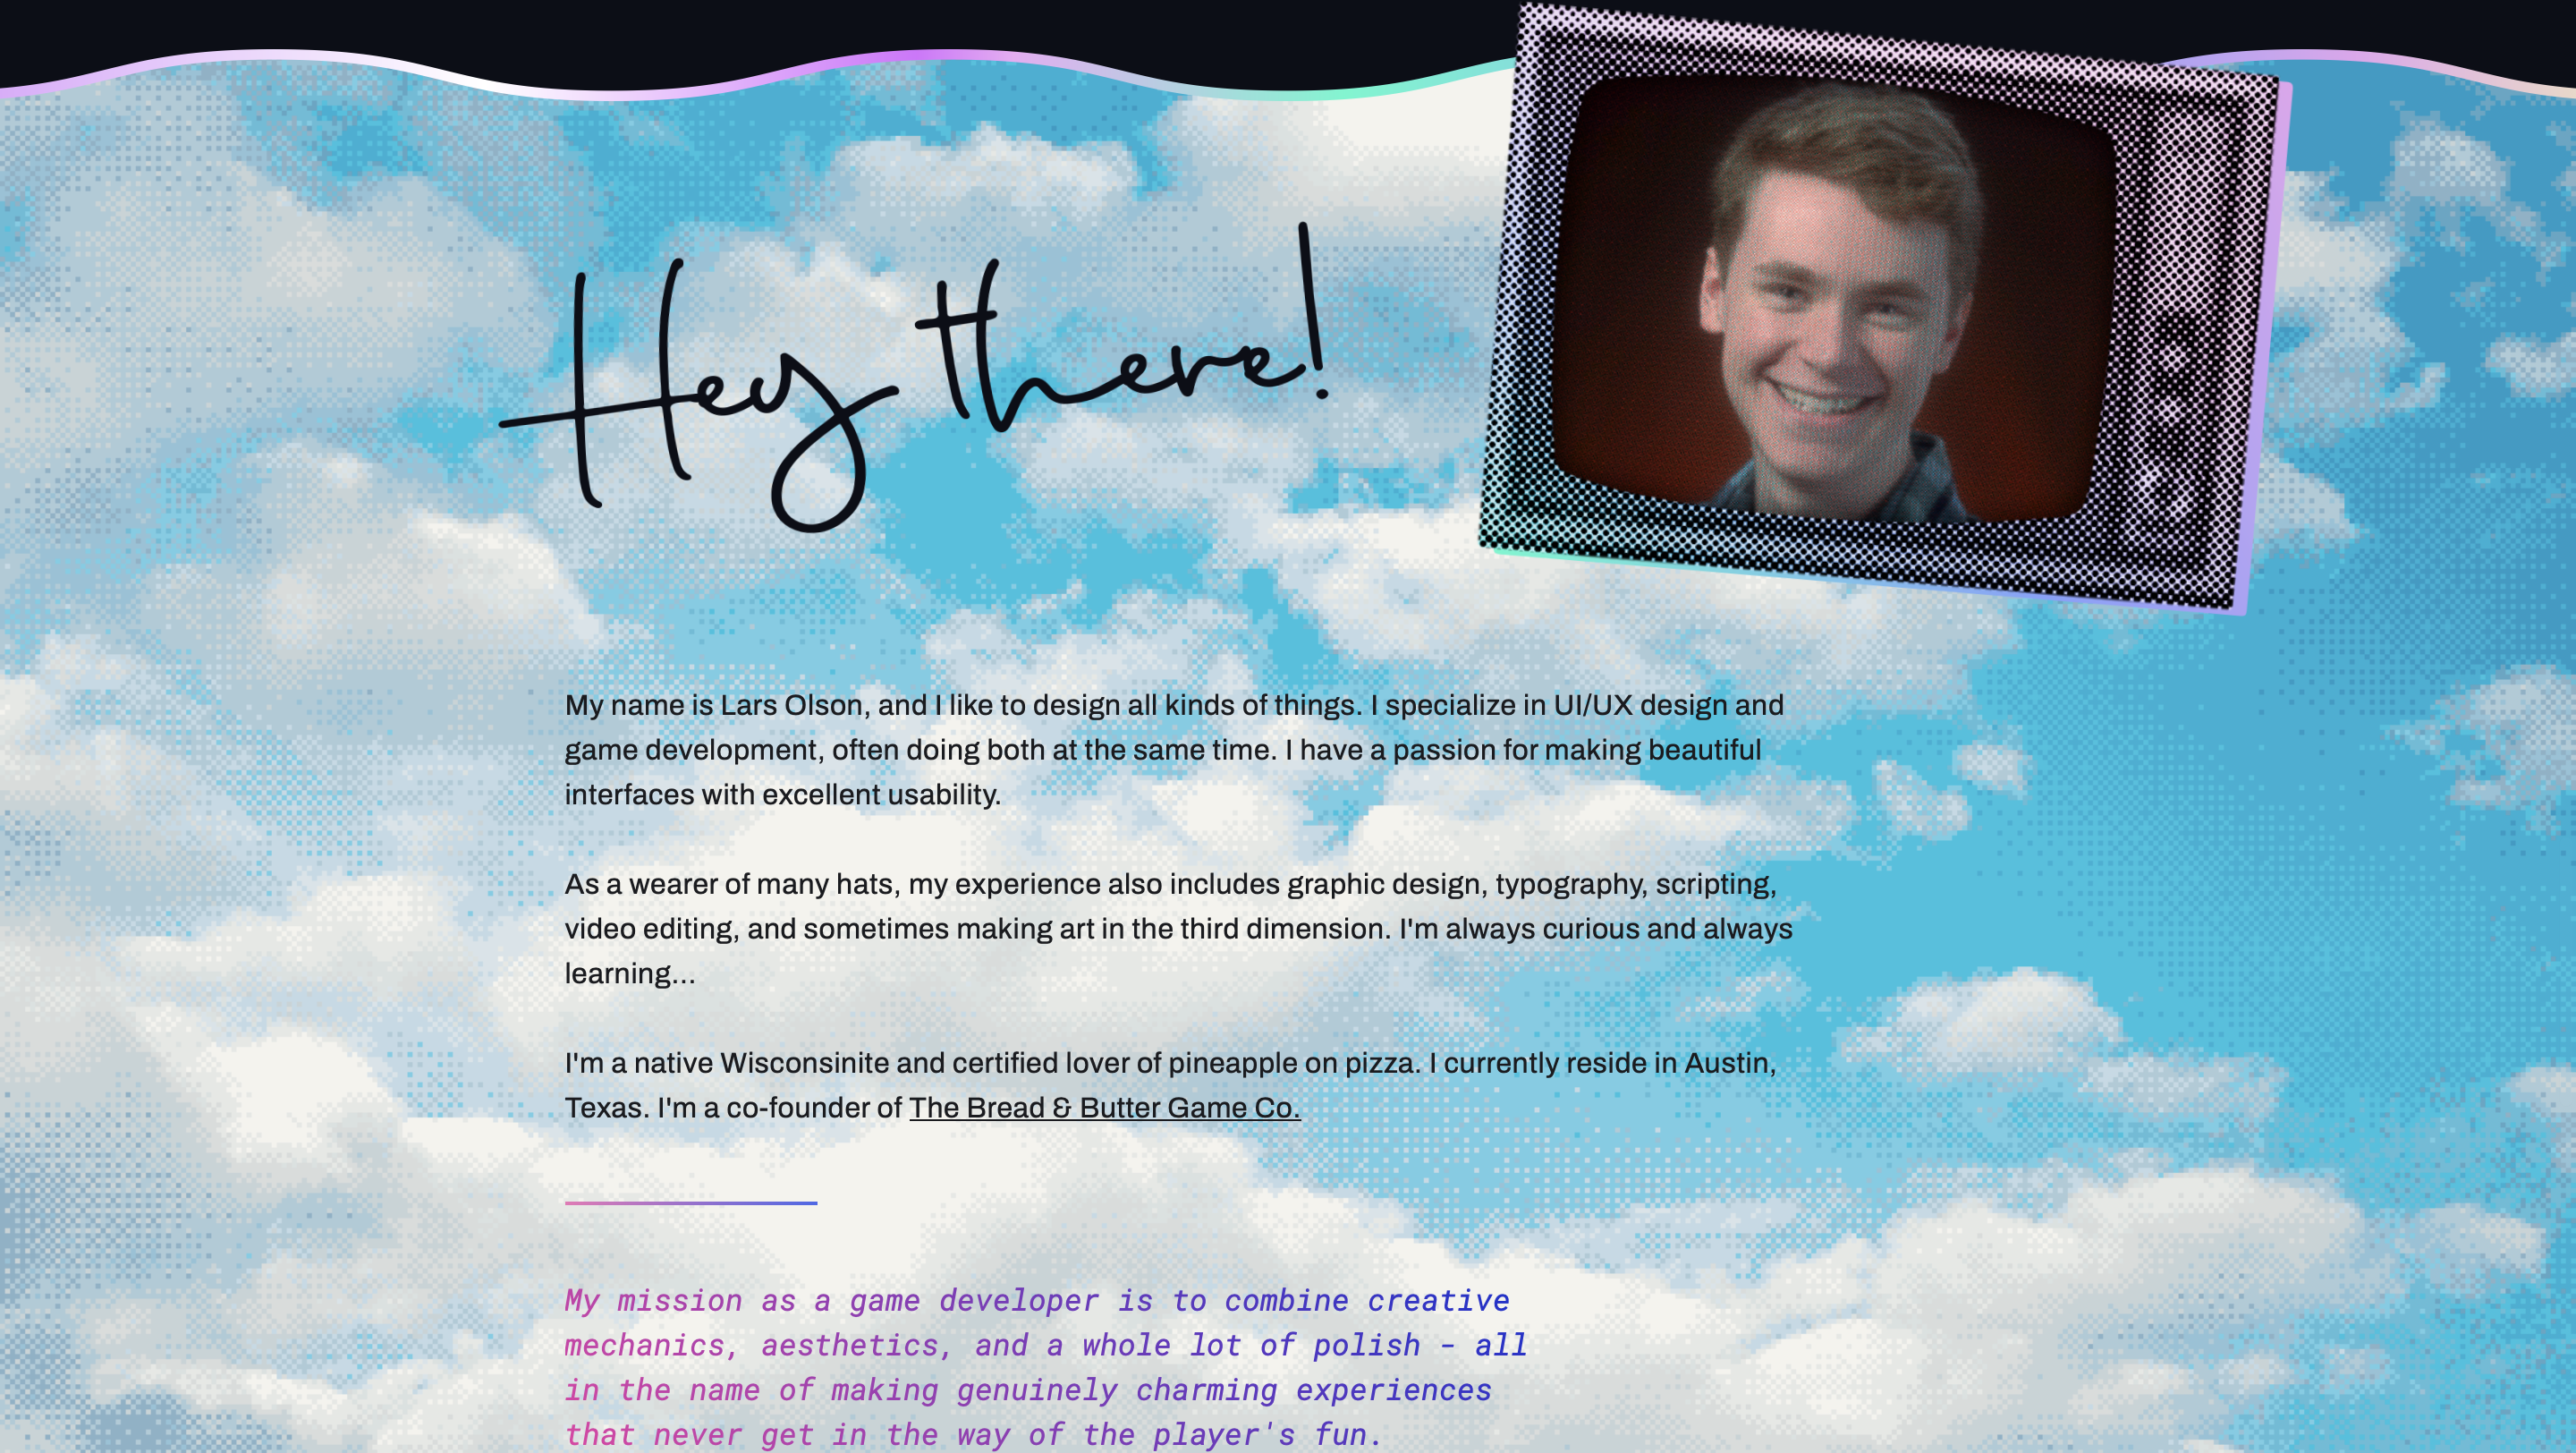 Hey there!
My name is Lars Olson, and I like to design all kinds of things. I specialize in UI/UX design and
game development, often doing both at the same time. I have a passion for making beautiful
interfaces with excellent usability.
As a wearer of many hats, my experience also includes graphic design, typography, scripting,
video editing, and sometimes making art in the third dimension. I'm always curious and always
learning...
I'm a native Wisconsinite and certified lover of pineapple on pizza. I currently reside in Austin,
Texas. I'm a co-founder of The Bread & Butter Game Co.
My mission as a game developer is to combine creative
mechanics, aesthetics, and a whole lot of polish - all
in the name of making genuinely charming experiences
that never get in the way of the player's fun.